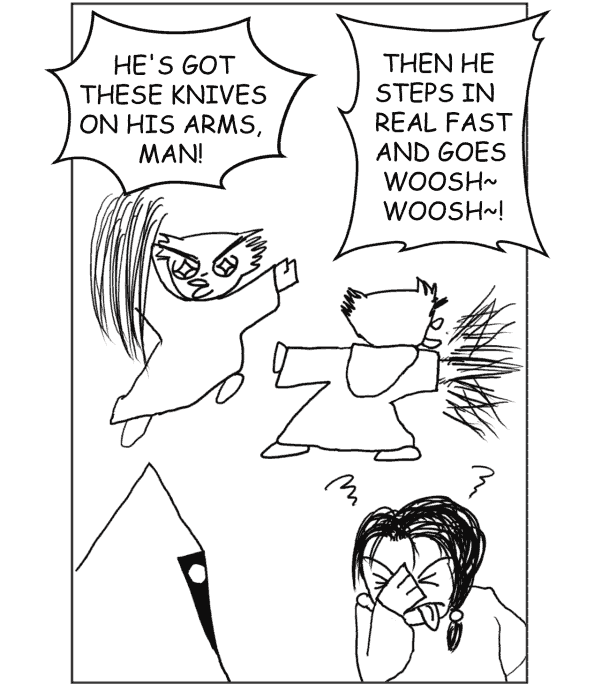 HE'S GOT
THESE KNIVES
ON HIS ARMS,
MAN!
THEN HE
STEPS IN
REAL FAST
AND GOES
WOOSH~
WOOSH~!